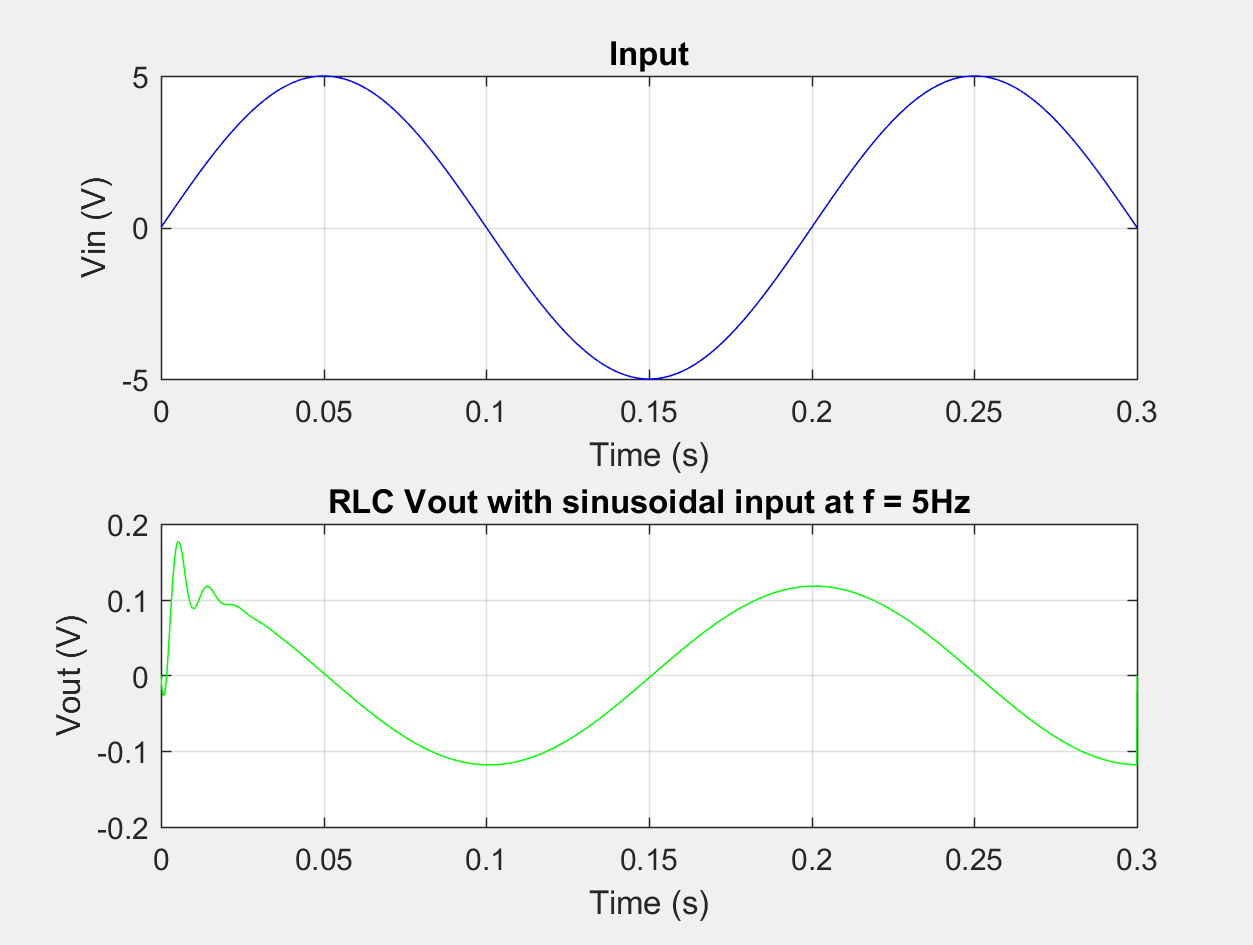 Input
5
0
-5
Vin (V)
0 0.05 0.1 0.15 0.2 0.25 0.3
Time (s)
RLC Vout with sinusoidal input at f = 5Hz
0.2
0.1
0
-0.1
-0.2
Vout (V)
0 0.05 0.1 0.15 0.2 0.25 0.3
Time (s)